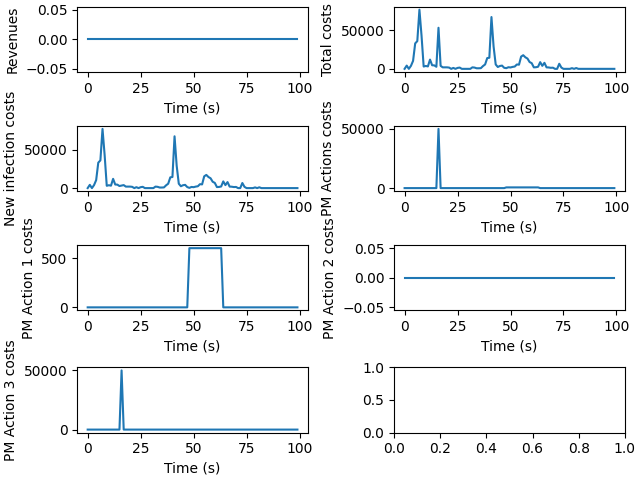 Revenues
0.05
0.00
−0.05
0 25 50 75 100
Time (s)
Total costs
50000
0
0 25 50 75 100
Time (s)
New infection costs
50000
0
0 25 50 75 100
Time (s)
PM Actions costs
50000
0
0 25 50 75 100
Time (s)
PM Action 1 costs
500
0
0 25 50 75 100
Time (s)
PM Action 2 costs
0.05
0.00
−0.05
0 25 50 75 100
Time (s)
PM Action 3 costs
50000
0
0 25 50 75 100
Time (s)
1.0
0.5
0.0
0.0 0.2 0.4 0.6 0.8 1.0